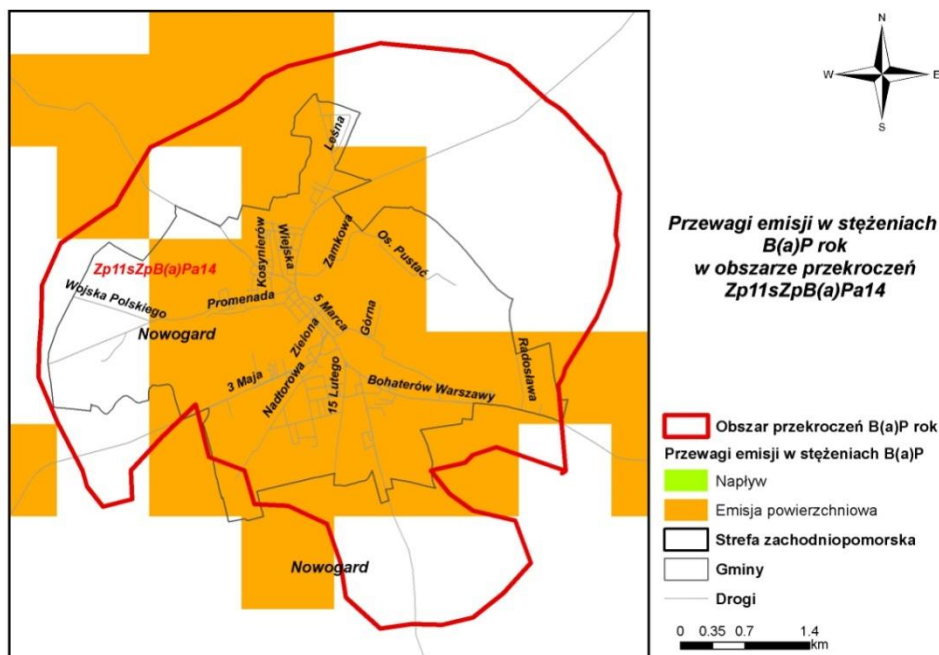 Leśna
Kosynierów
Wiejska
Zamkowa
Os. Pustać
Zp11sZpB(a)Pa14
Wojska Polskiego
Promenada
Nowogard
5 Marca
Górna
Zielona
3 Maja
Nadtorowa
15 Lutego
Bohaterów Warszawy
Radosława
Nowogard
N
W
E
S
Przewagi emisji w stężeniach
B(a)P rok
w obszarze przekroczeń
Zp11sZpB(a)Pa14
Obszar przekroczeń B(a)P rok
Przewagi emisji w stężeniach B(a)P
Napływ
Emisja powierzchniowa
Strefa zachodniopomorska
Gminy
Drogi
0 0.35 0.7 1.4
km